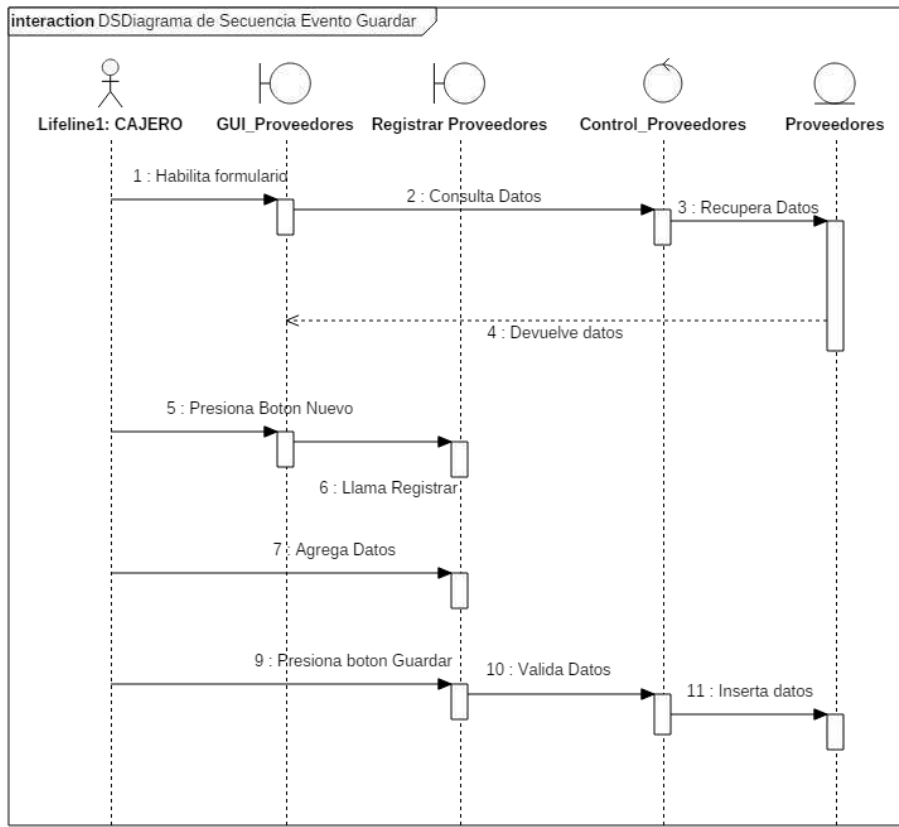 interaction DSDiagrama de Secuencia Evento Guardar
Lifeline1: CAJERO
GUI_Proveedores
Registrar Proveedores
Control_Proveedores
Proveedores
1 : Habilita formulario
2 : Consulta Datos
3 : Recupera Datos
4 : Devuelve datos
5 : Presiona Boton Nuevo
6 : Llama Registrar
7 : Agrega Datos
9 : Presiona boton Guardar
10 : Valida Datos
11 : Inserta datos